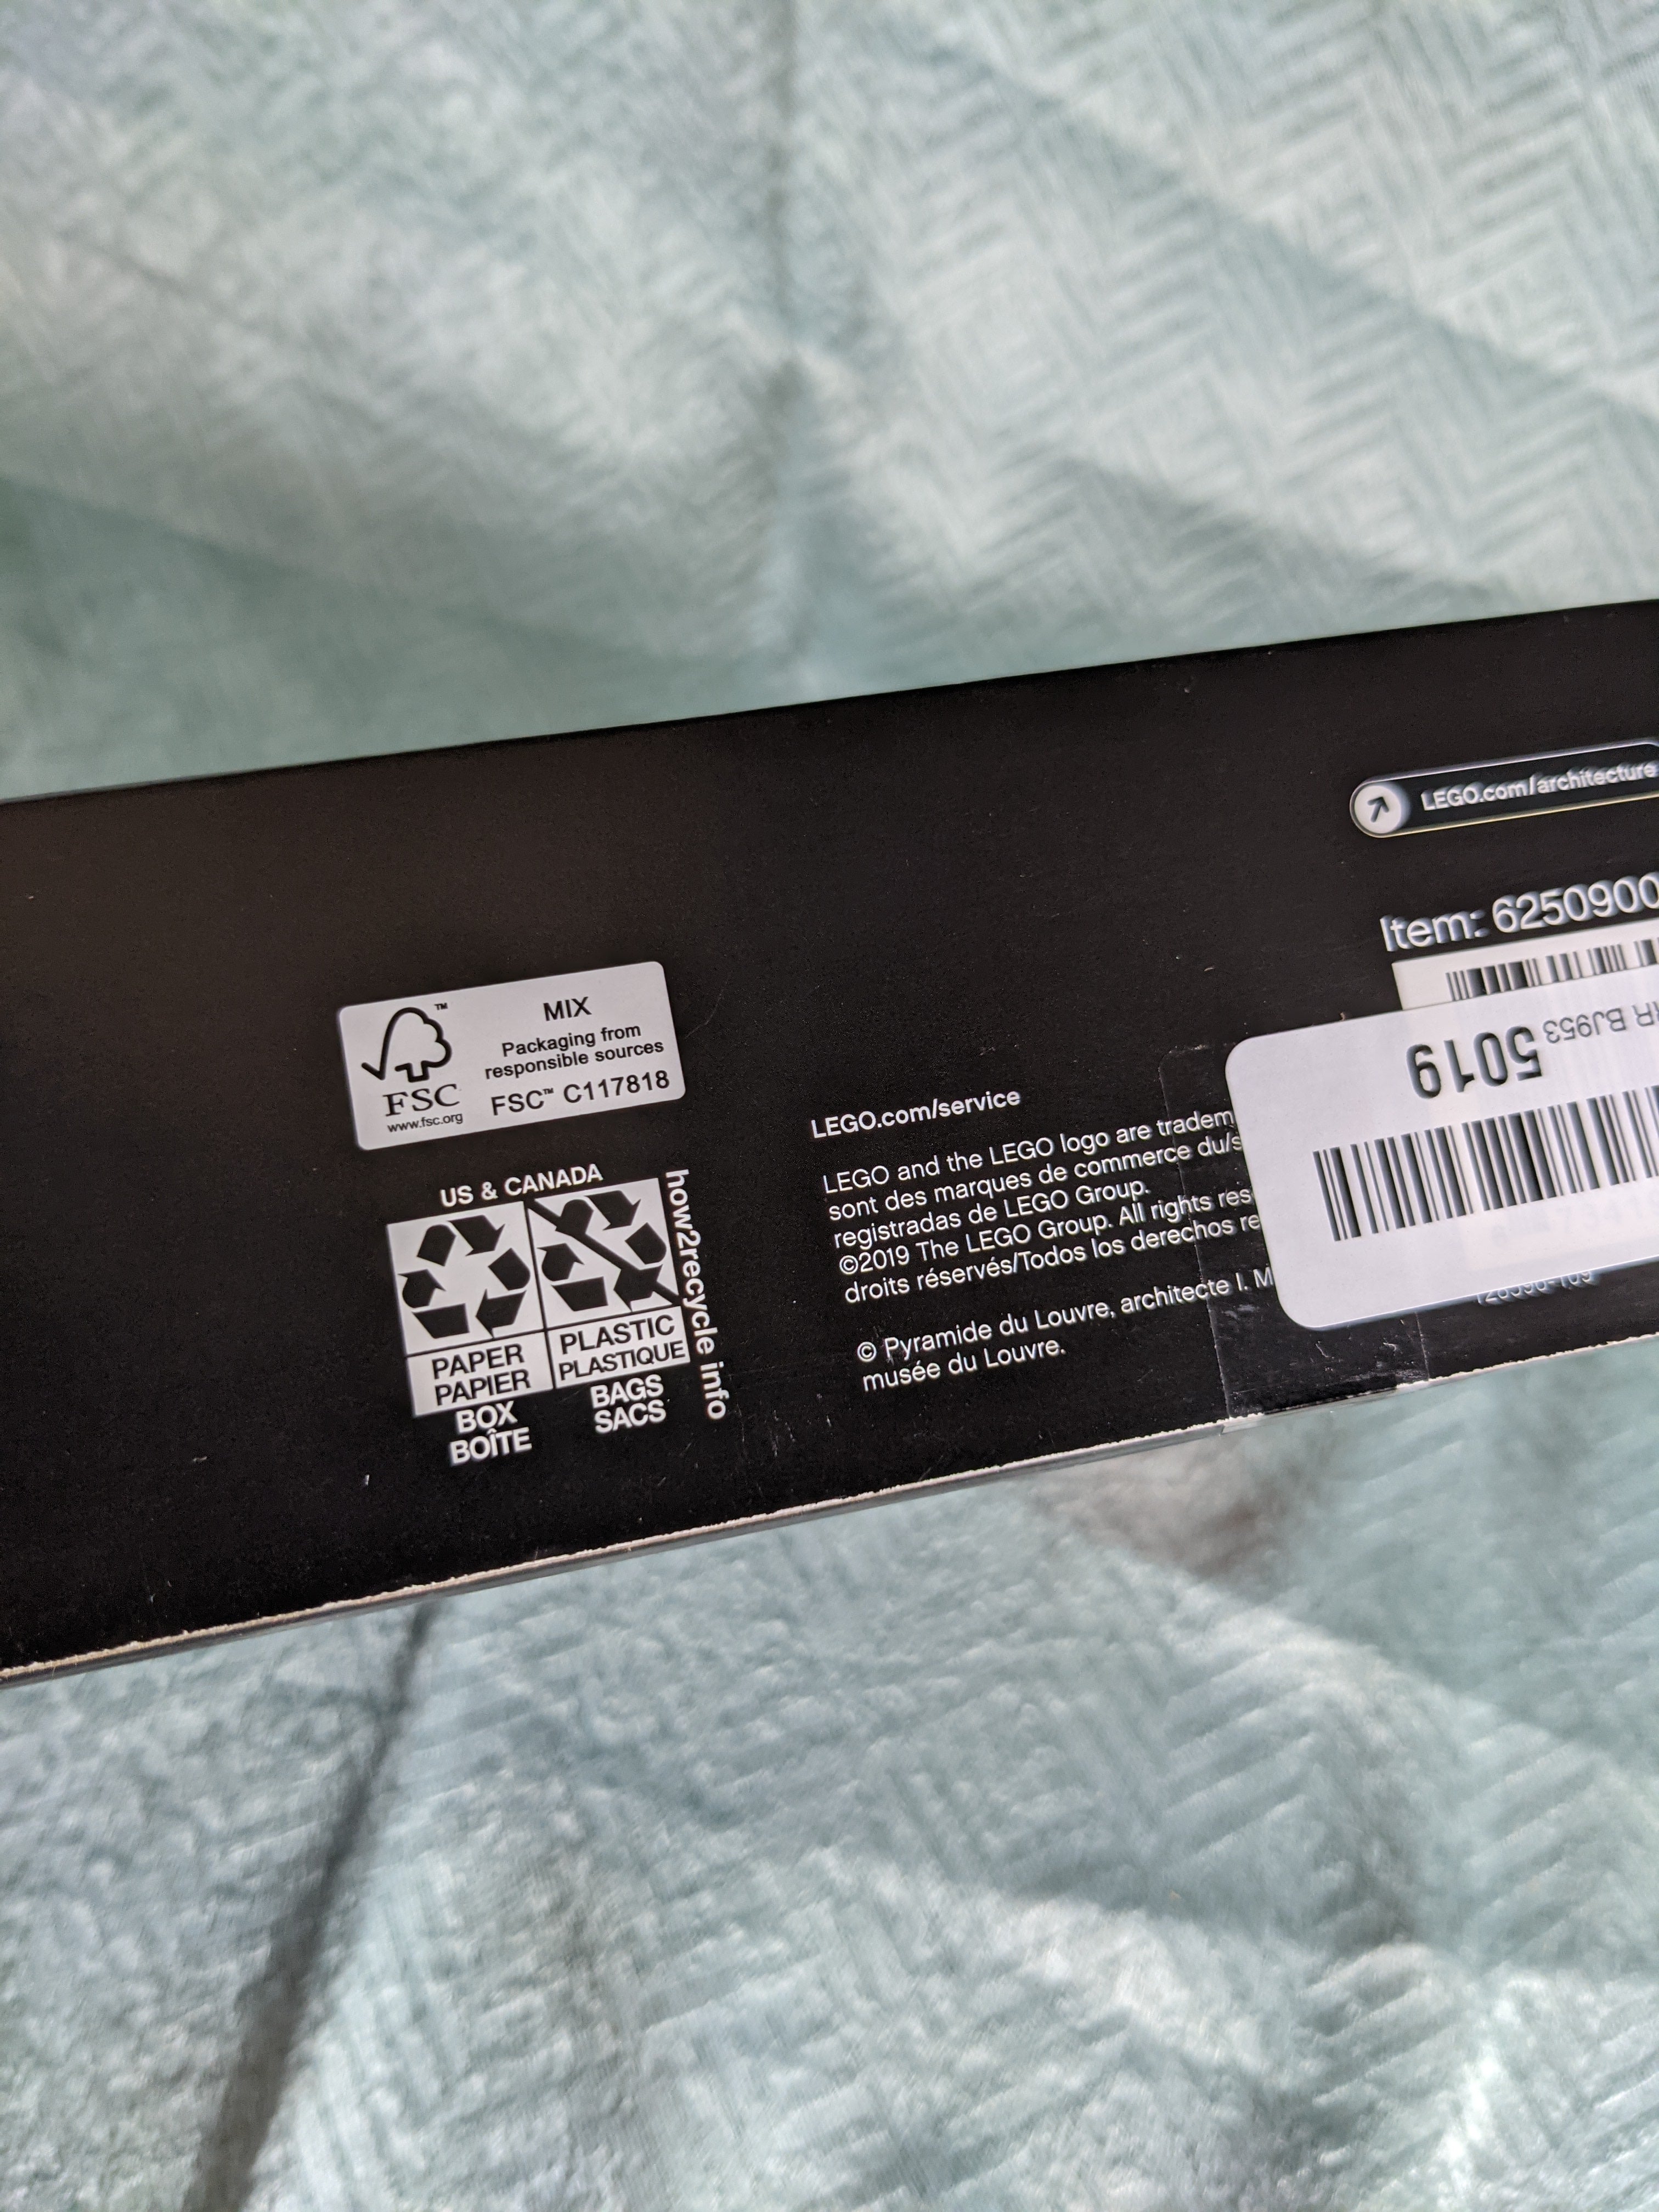 LEGO.com/architecture
Item: 6250900
HR BJ953
5019
MIX
Packaging from
responsible sources
FSC™ C117818
FSC
www.fsc.org
US & CANADA
PAPER
PAPIER
BOX
BOÎTE
PLASTIC
PLASTIQUE
BAGS
SACS
how2recycle info
LEGO.com/service
LEGO and the LEGO logo are tradem
sont des marques de commerce du/s
registradas de LEGO Group.
©2019 The LEGO Group. All rights res
droits réservés/Todos los derechos re
© Pyramide du Louvre, architecte I. M
musée du Louvre.